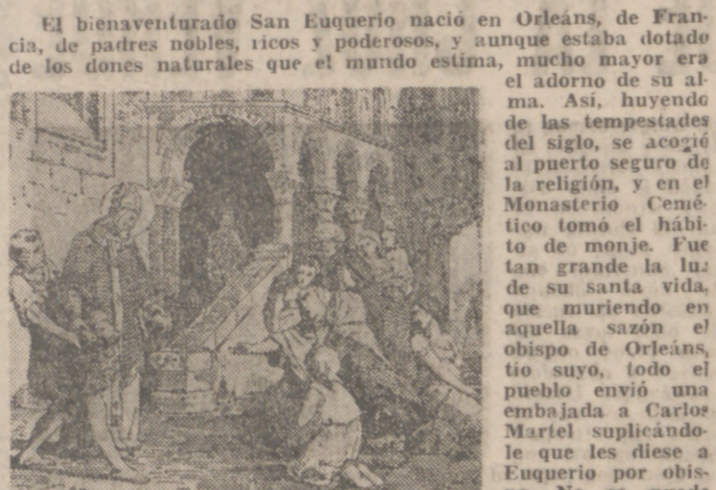 El bienaventurado San Euquerio nació en Orleáns, de Fran-
cia, de padres nobles, ricos y poderosos, y aunque estaba dotado
de los dones naturales que el mundo estima, mucho mayor era
el adorno de su al-
ma. Así, huyendo
de las tempestades
del siglo, se acogió
al puerto seguro de
la religión, y en el
Monasterio Cemé-
tico tomó el hábi-
to de monje. Fue
tan grande la luz
de su santa vida,
que muriendo en
aquella sazón el
obispo de Orleáns,
tío suyo, todo el
pueblo envió una
embajada a Carlos
Martel suplicándo-
le que les diese a
Euquerio por obis-